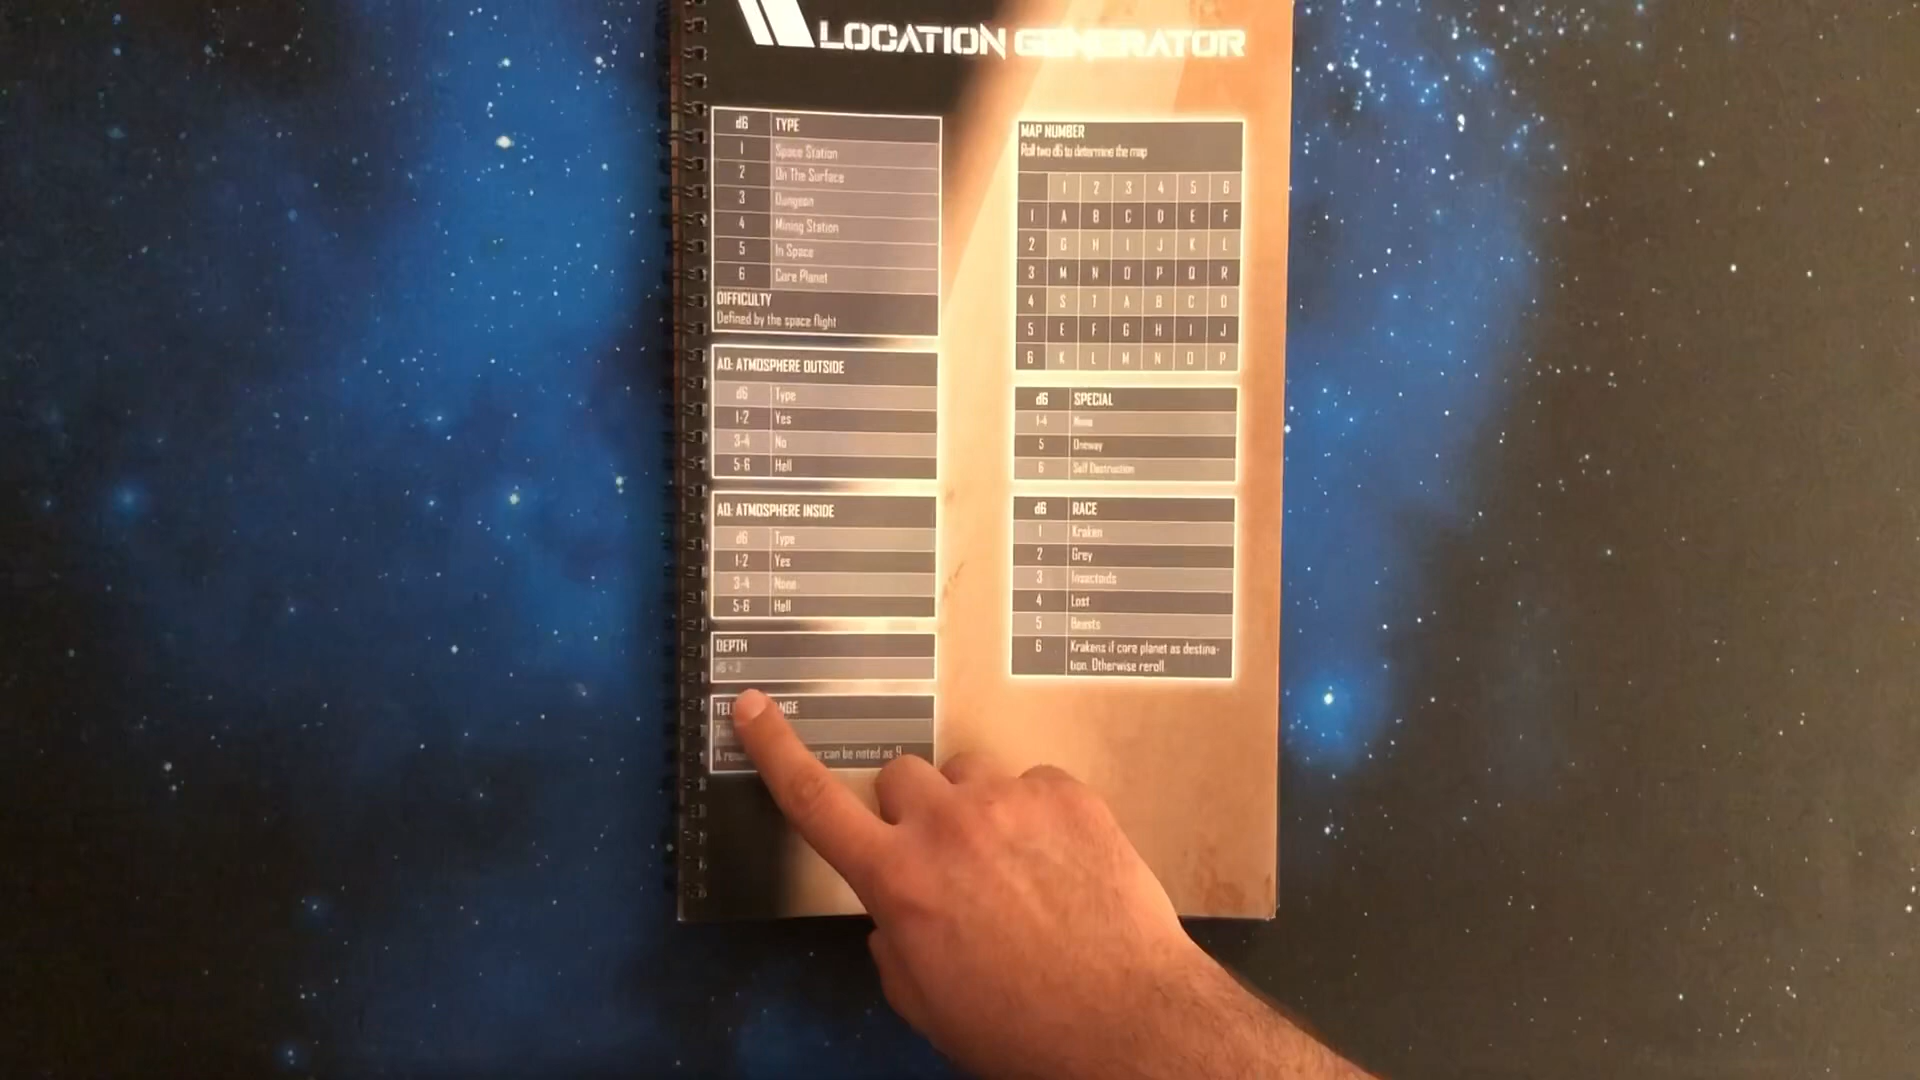 LOCATION GENERATOR
d6 TYPE
1 Space Station
2 On The Surface
3 Dungeon
4 Mining Station
5 In Space
6 Core Planet
DIFFICULTY
Defined by the space flight
AO: ATMOSPHERE OUTSIDE
d6 Type
1-2 Yes
3-4 No
5-6 Hell
AO: ATMOSPHERE INSIDE
d6 Type
1-2 Yes
3-4 None
5-6 Hell
DEPTH
d6 + 3
can be noted as 9
MAP NUMBER
Roll two d6 to determine the map
1 2 3 4 5 6
1 A B C D E F
2 G H I J K L
3 M N O P Q R
4 S T A B C D
5 E F G H I J
6 K L M N O P
d6 SPECIAL
1-4 None
5 Oneway
6 Self Destruction
d6 RACE
1 Kraken
2 Grey
3 Insectoids
4 Lost
5 Beasts
6 Krakens if core planet as destina-
tion. Otherwise reroll.